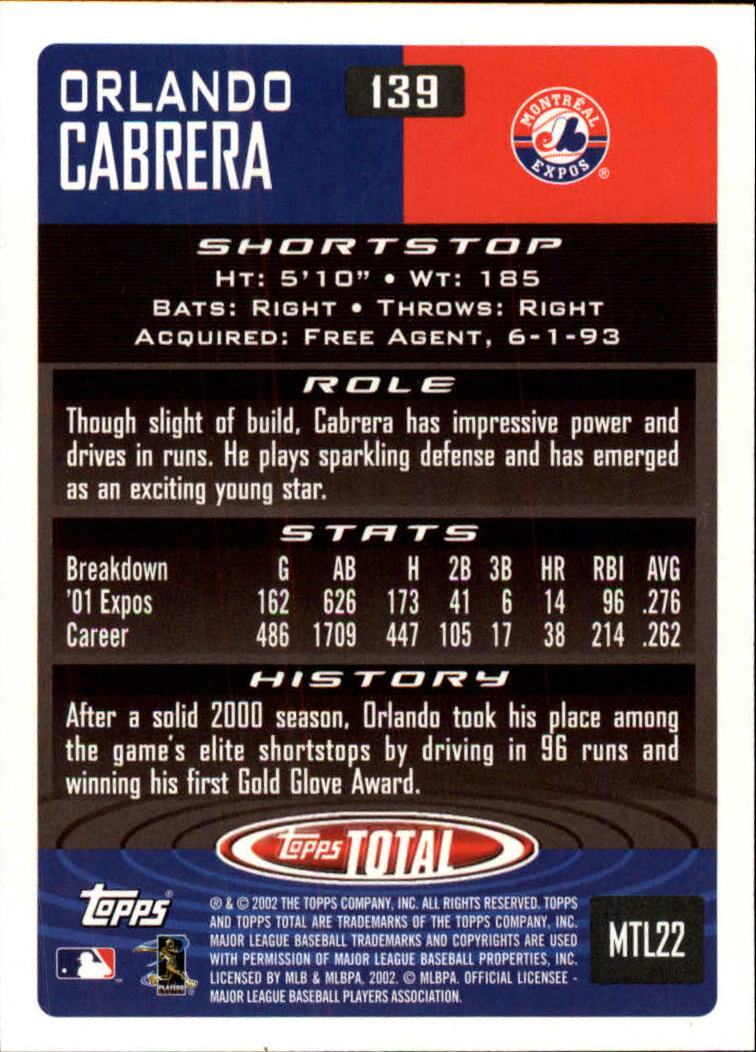 ORLANDO
CABRERA
139
MONTRÉAL
EXPOS ®
SHORTSTOP
HT: 5'10" • WT: 185
BATS: RIGHT • THROWS: RIGHT
ACQUIRED: FREE AGENT, 6-1-93
ROLE
Though slight of build, Cabrera has impressive power and
drives in runs. He plays sparkling defense and has emerged
as an exciting young star.
STATS
Breakdown G AB H 2B 3B HR RBI AVG
'01 Expos 162 626 173 41 6 14 96 .276
Career 486 1709 447 105 17 38 214 .262
HISTORY
After a solid 2000 season, Orlando took his place among
the game's elite shortstops by driving in 96 runs and
winning his first Gold Glove Award.
Topps TOTAL
Topps ®
® & © 2002 THE TOPPS COMPANY, INC. ALL RIGHTS RESERVED. TOPPS
AND TOPPS TOTAL ARE TRADEMARKS OF THE TOPPS COMPANY, INC.
MAJOR LEAGUE BASEBALL TRADEMARKS AND COPYRIGHTS ARE USED
WITH PERMISSION OF MAJOR LEAGUE BASEBALL PROPERTIES, INC.
LICENSED BY MLB & MLBPA, 2002. © MLBPA. OFFICIAL LICENSEE -
MAJOR LEAGUE BASEBALL PLAYERS ASSOCIATION.
PLAYERS
MTL22